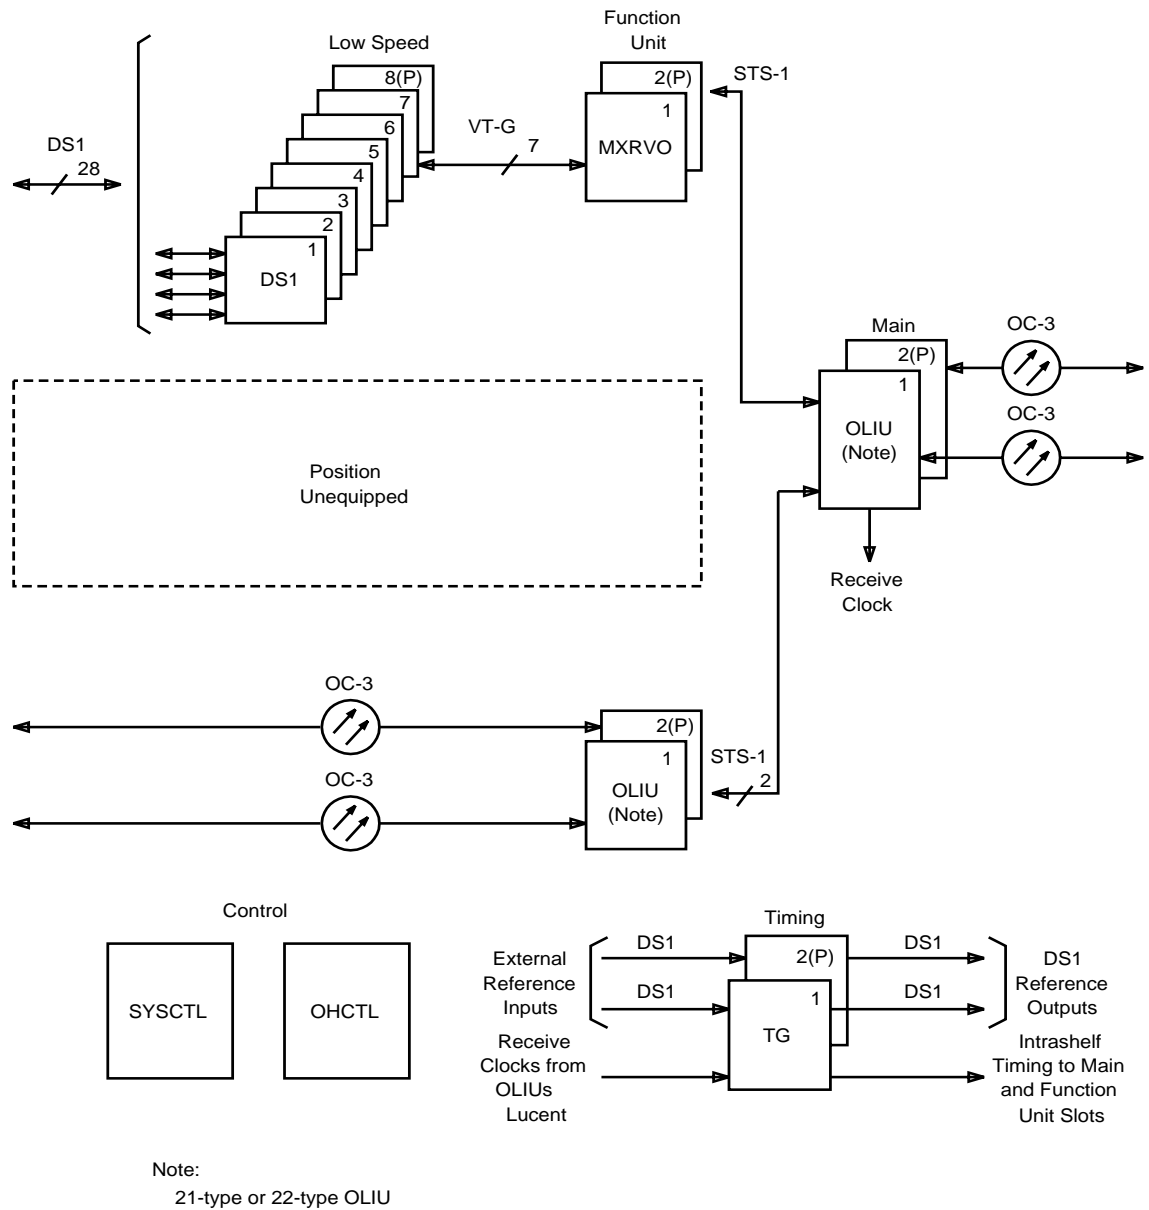 Function
Unit
Low Speed
8(P)
7
6
5
4
3
2
1
DS1
DS1
28
VT-G
7
2(P)
1
MXRVO
STS-1
Main
2(P)
1
OLIU
(Note)
OC-3
OC-3
Position
Unequipped
Receive
Clock
OC-3
OC-3
2(P)
1
OLIU
(Note)
STS-1
2
Control
SYSCTL
OHCTL
Timing
External
Reference
Inputs
DS1
DS1
2(P)
1
TG
DS1
DS1
DS1
Reference
Outputs
Receive
Clocks from
OLIUs
Lucent
Intrashelf
Timing to Main
and Function
Unit Slots
Note:
21-type or 22-type OLIU